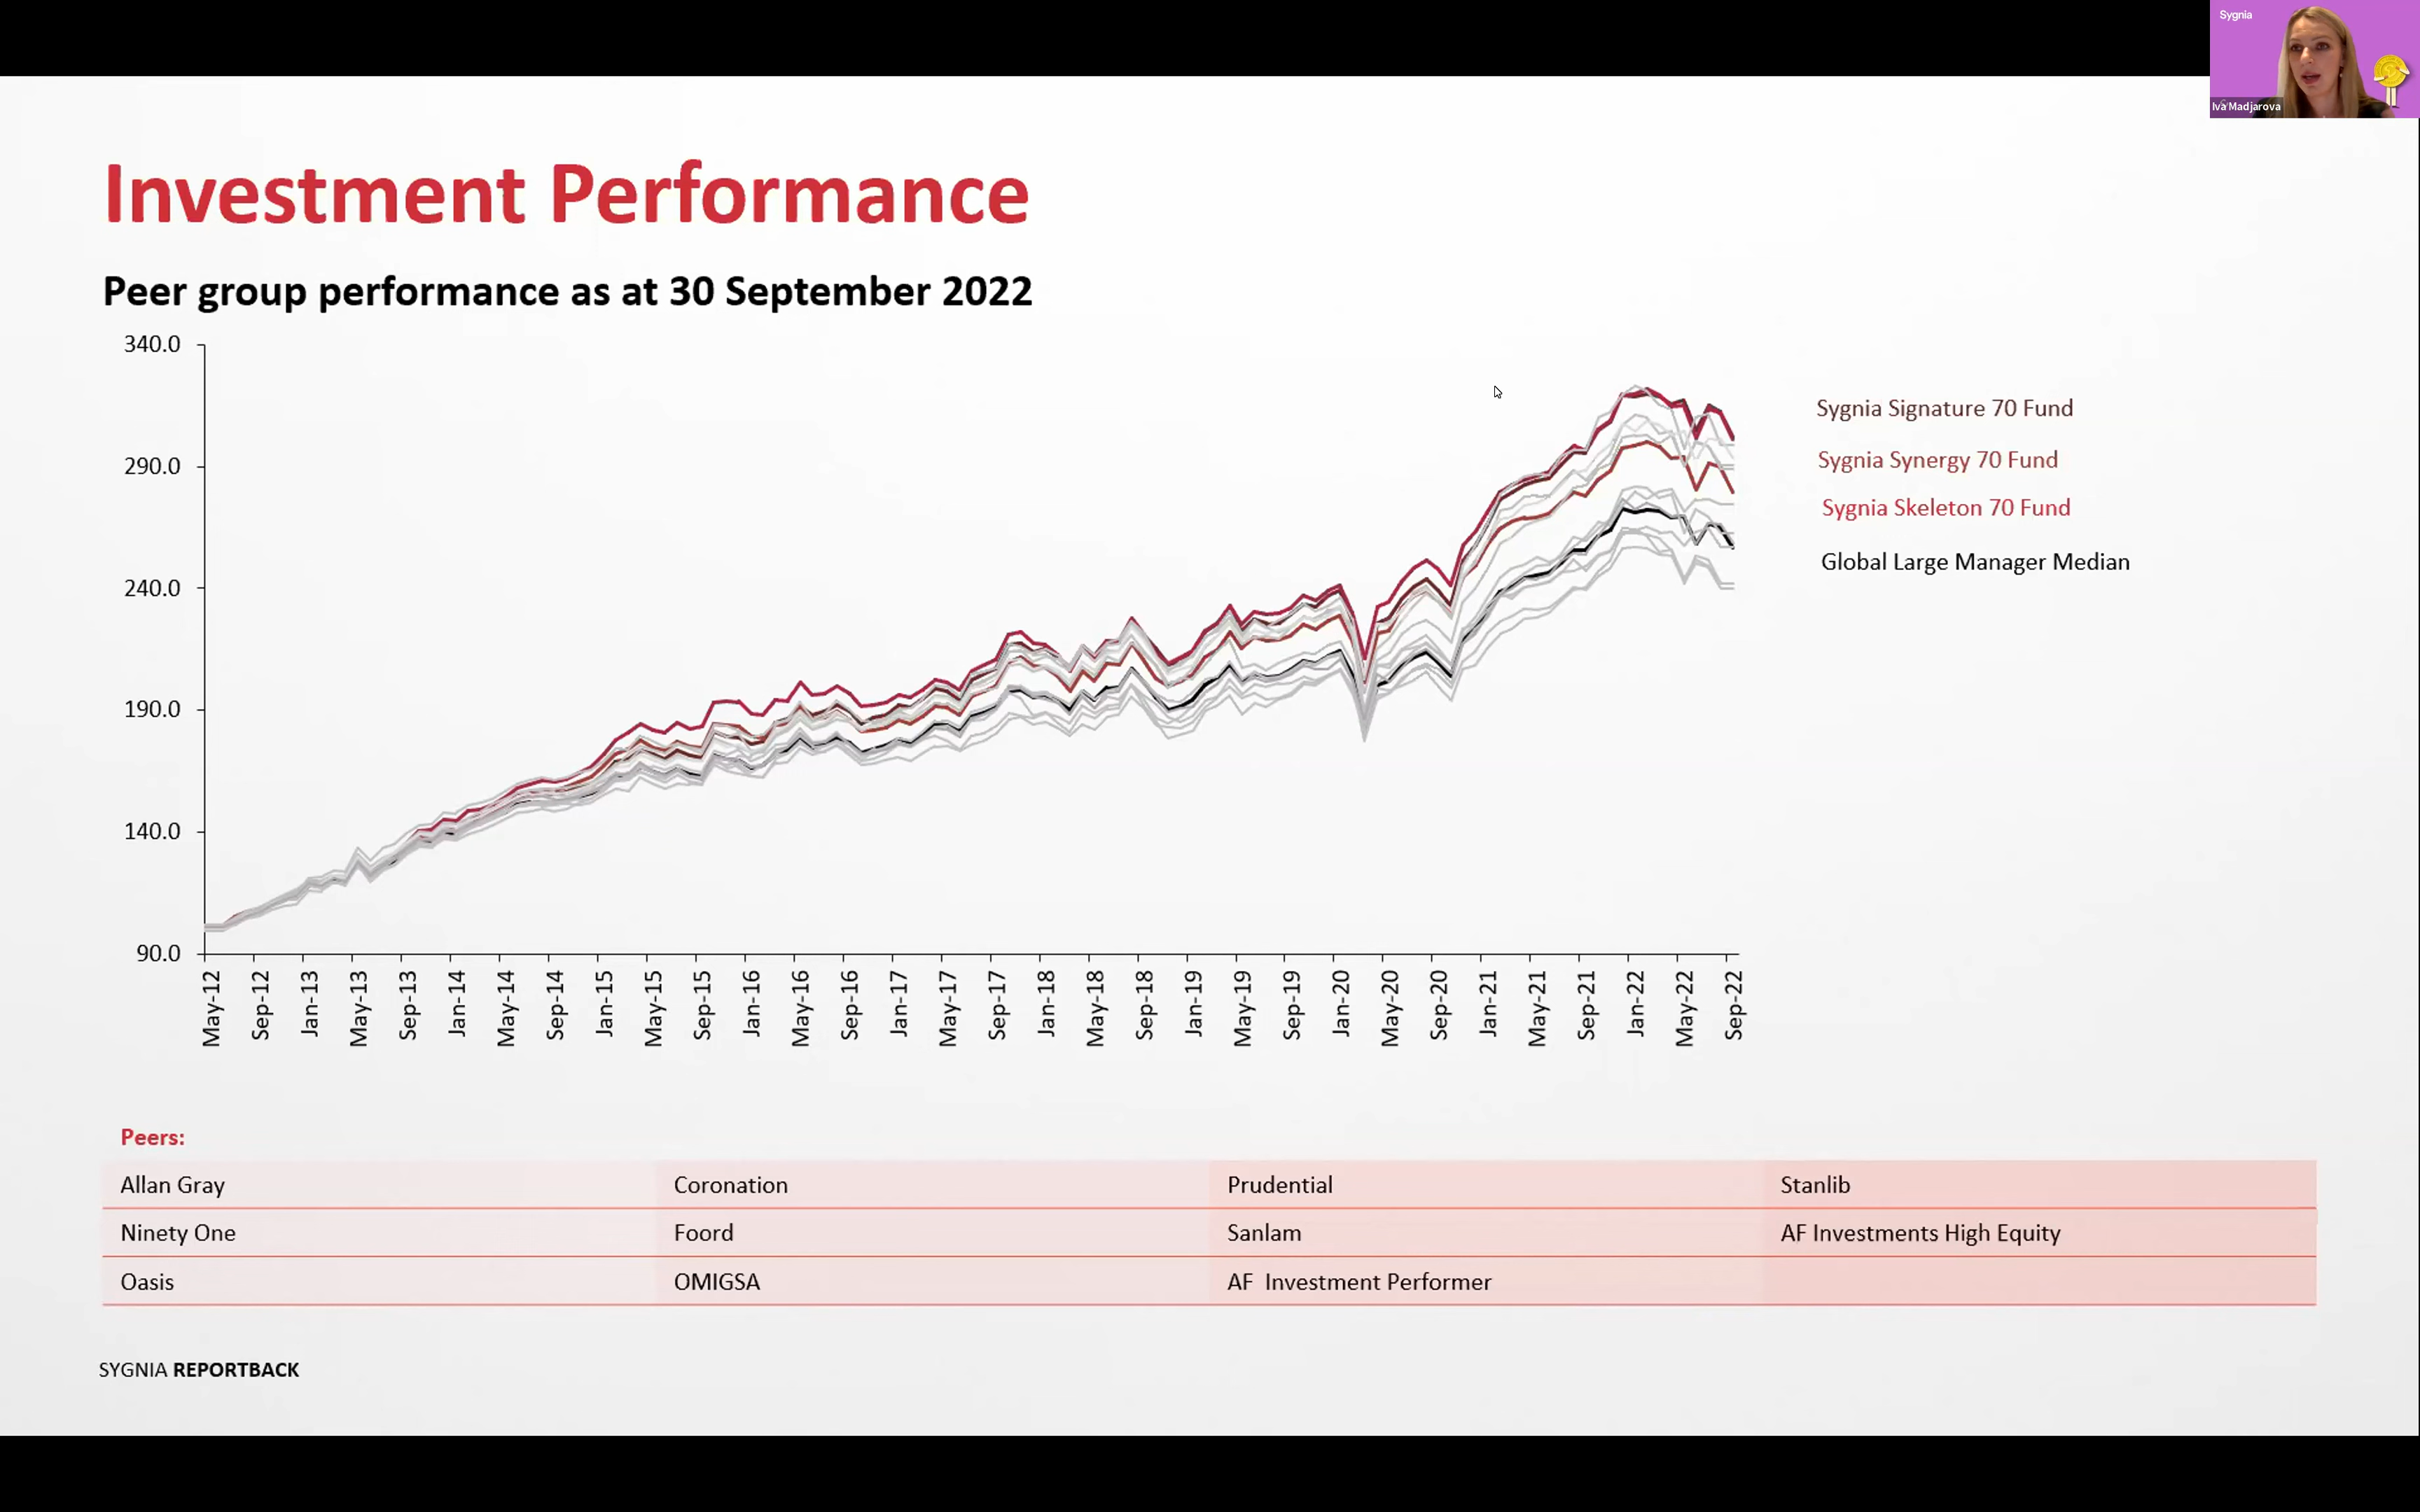 Sygnia
Iva Madjarova
Investment Performance
Peer group performance as at 30 September 2022
340.0
290.0
240.0
190.0
140.0
90.0
May-12
Sep-12
Jan-13
May-13
Sep-13
Jan-14
May-14
Sep-14
Jan-15
May-15
Sep-15
Jan-16
May-16
Sep-16
Jan-17
May-17
Sep-17
Jan-18
May-18
Sep-18
Jan-19
May-19
Sep-19
Jan-20
May-20
Sep-20
Jan-21
May-21
Sep-21
Jan-22
May-22
Sep-22
Sygnia Signature 70 Fund
Sygnia Synergy 70 Fund
Sygnia Skeleton 70 Fund
Global Large Manager Median
Peers:
Allan Gray Coronation Prudential Stanlib
Ninety One Foord Sanlam AF Investments High Equity
Oasis OMIGSA AF Investment Performer
SYGNIA REPORTBACK